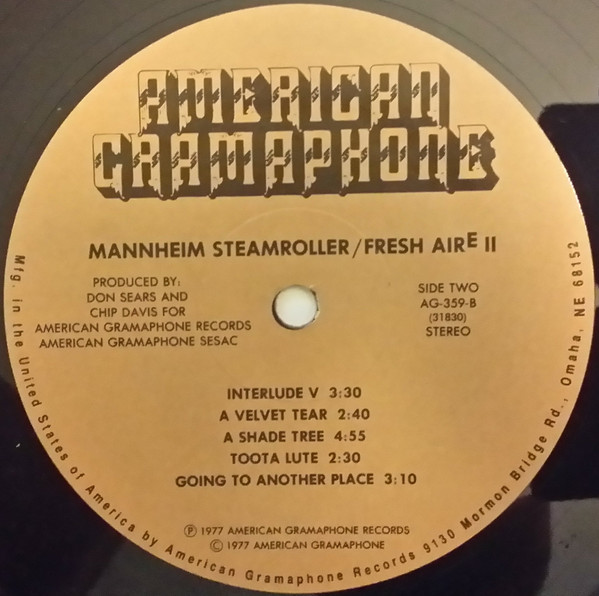 AMERICAN
GRAMAPHONE
MANNHEIM STEAMROLLER/FRESH AIRE II
PRODUCED BY:
DON SEARS AND
CHIP DAVIS FOR
AMERICAN GRAMAPHONE RECORDS
AMERICAN GRAMAPHONE SESAC
SIDE TWO
AG-359-B
(31830)
STEREO
INTERLUDE V 3:30
A VELVET TEAR 2:40
A SHADE TREE 4:55
TOOTA LUTE 2:30
GOING TO ANOTHER PLACE 3:10
Ⓟ 1977 AMERICAN GRAMAPHONE RECORDS
© 1977 AMERICAN GRAMAPHONE
Mfg. in the United States of America by American Gramaphone Records 9130 Mormon Bridge Rd., Omaha, NE 68152